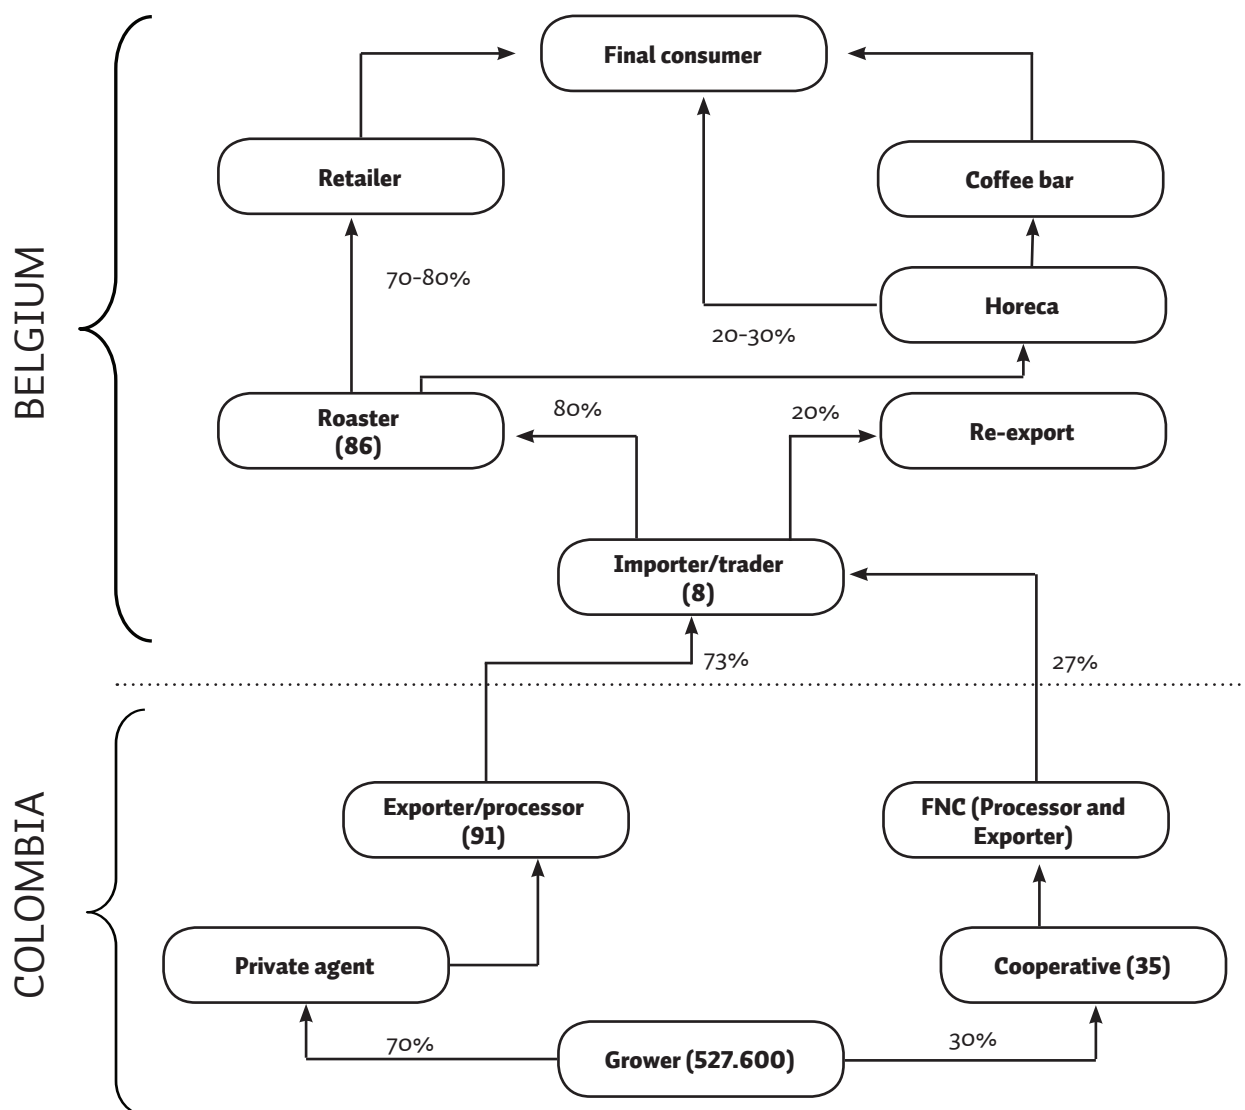 BELGIUM
Final consumer
Retailer
Coffee bar
70-80%
Horeca
20-30%
Roaster
(86)
80%
20%
Re-export
Importer/trader
(8)
73%
27%
COLOMBIA
Exporter/processor
(91)
FNC (Processor and
Exporter)
Private agent
Cooperative (35)
70%
Grower (527.600)
30%